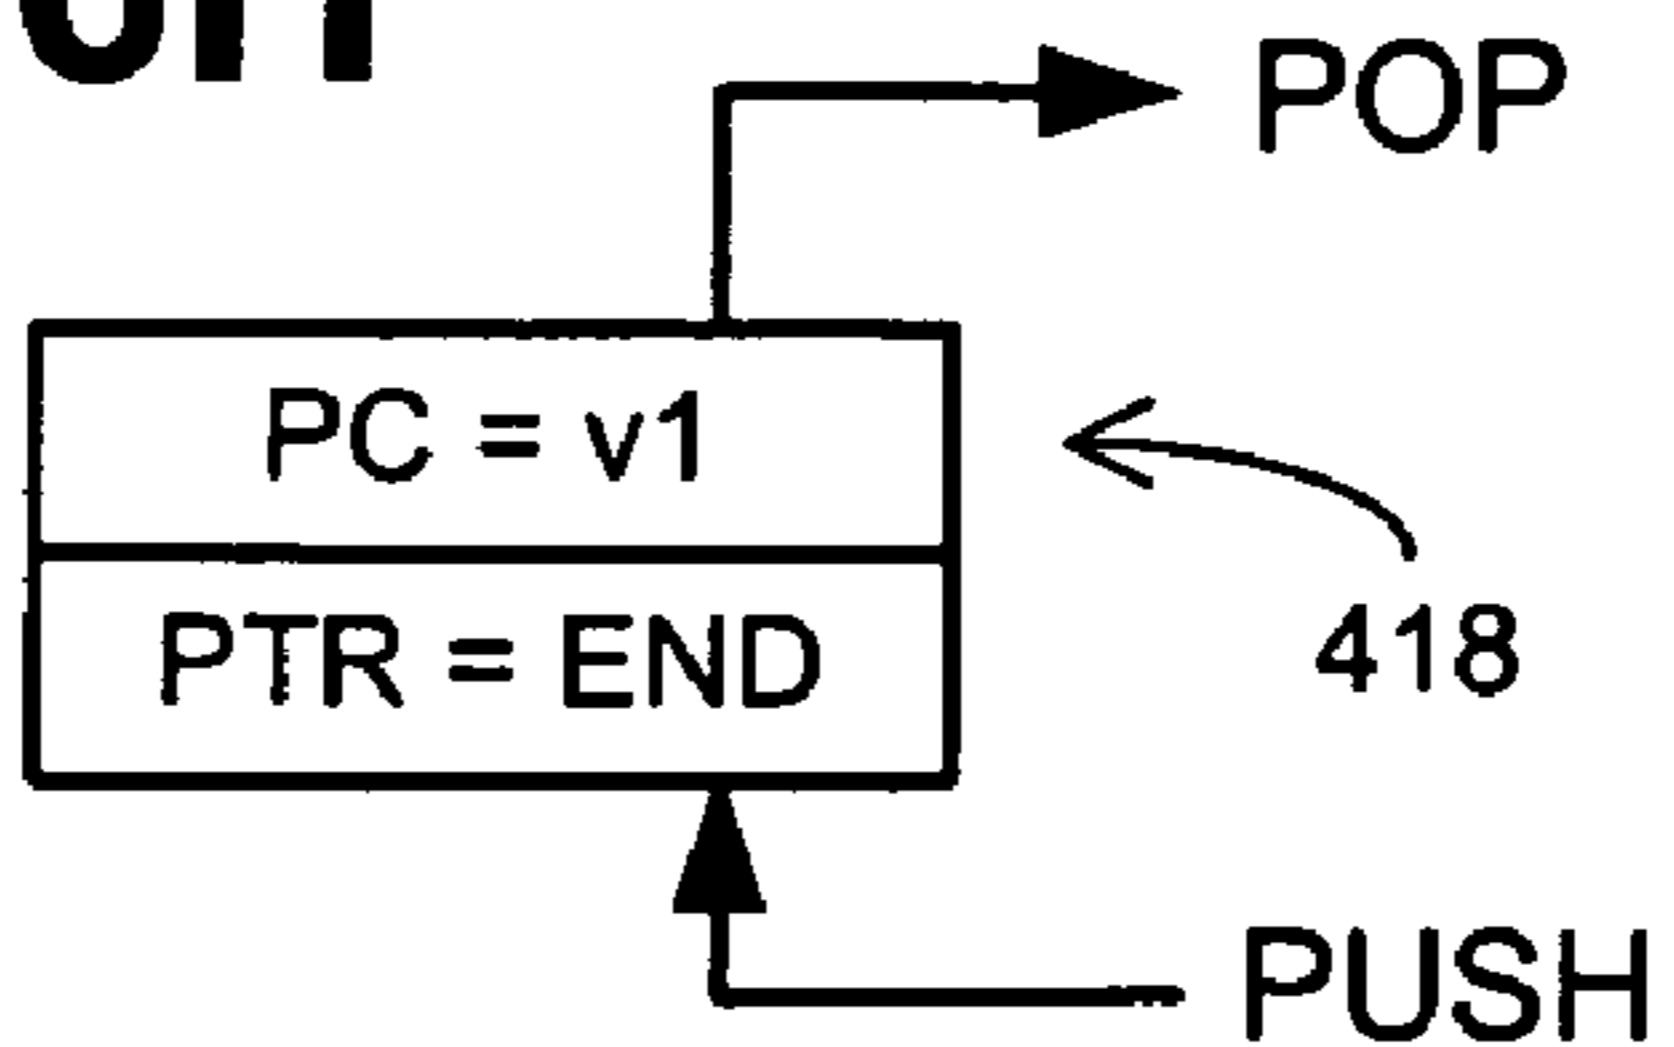 POP
PC = v1
PTR = END
418
PUSH